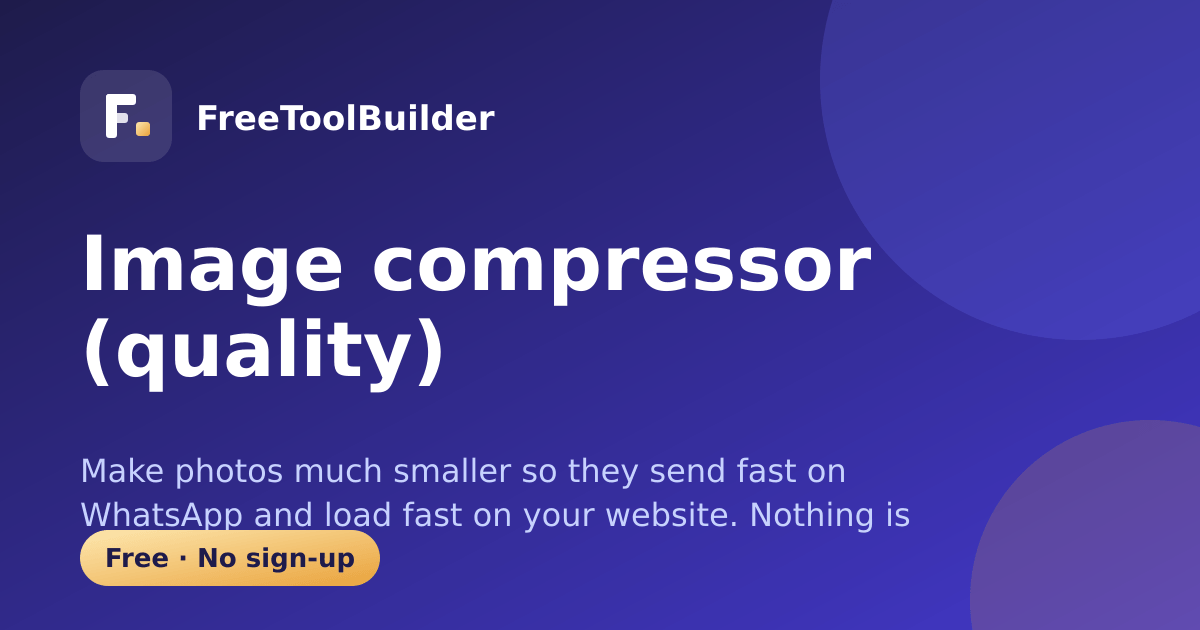 FreeToolBuilder
Image compressor
(quality)
Make photos much smaller so they send fast on
WhatsApp and load fast on your website. Nothing is
Free · No sign-up